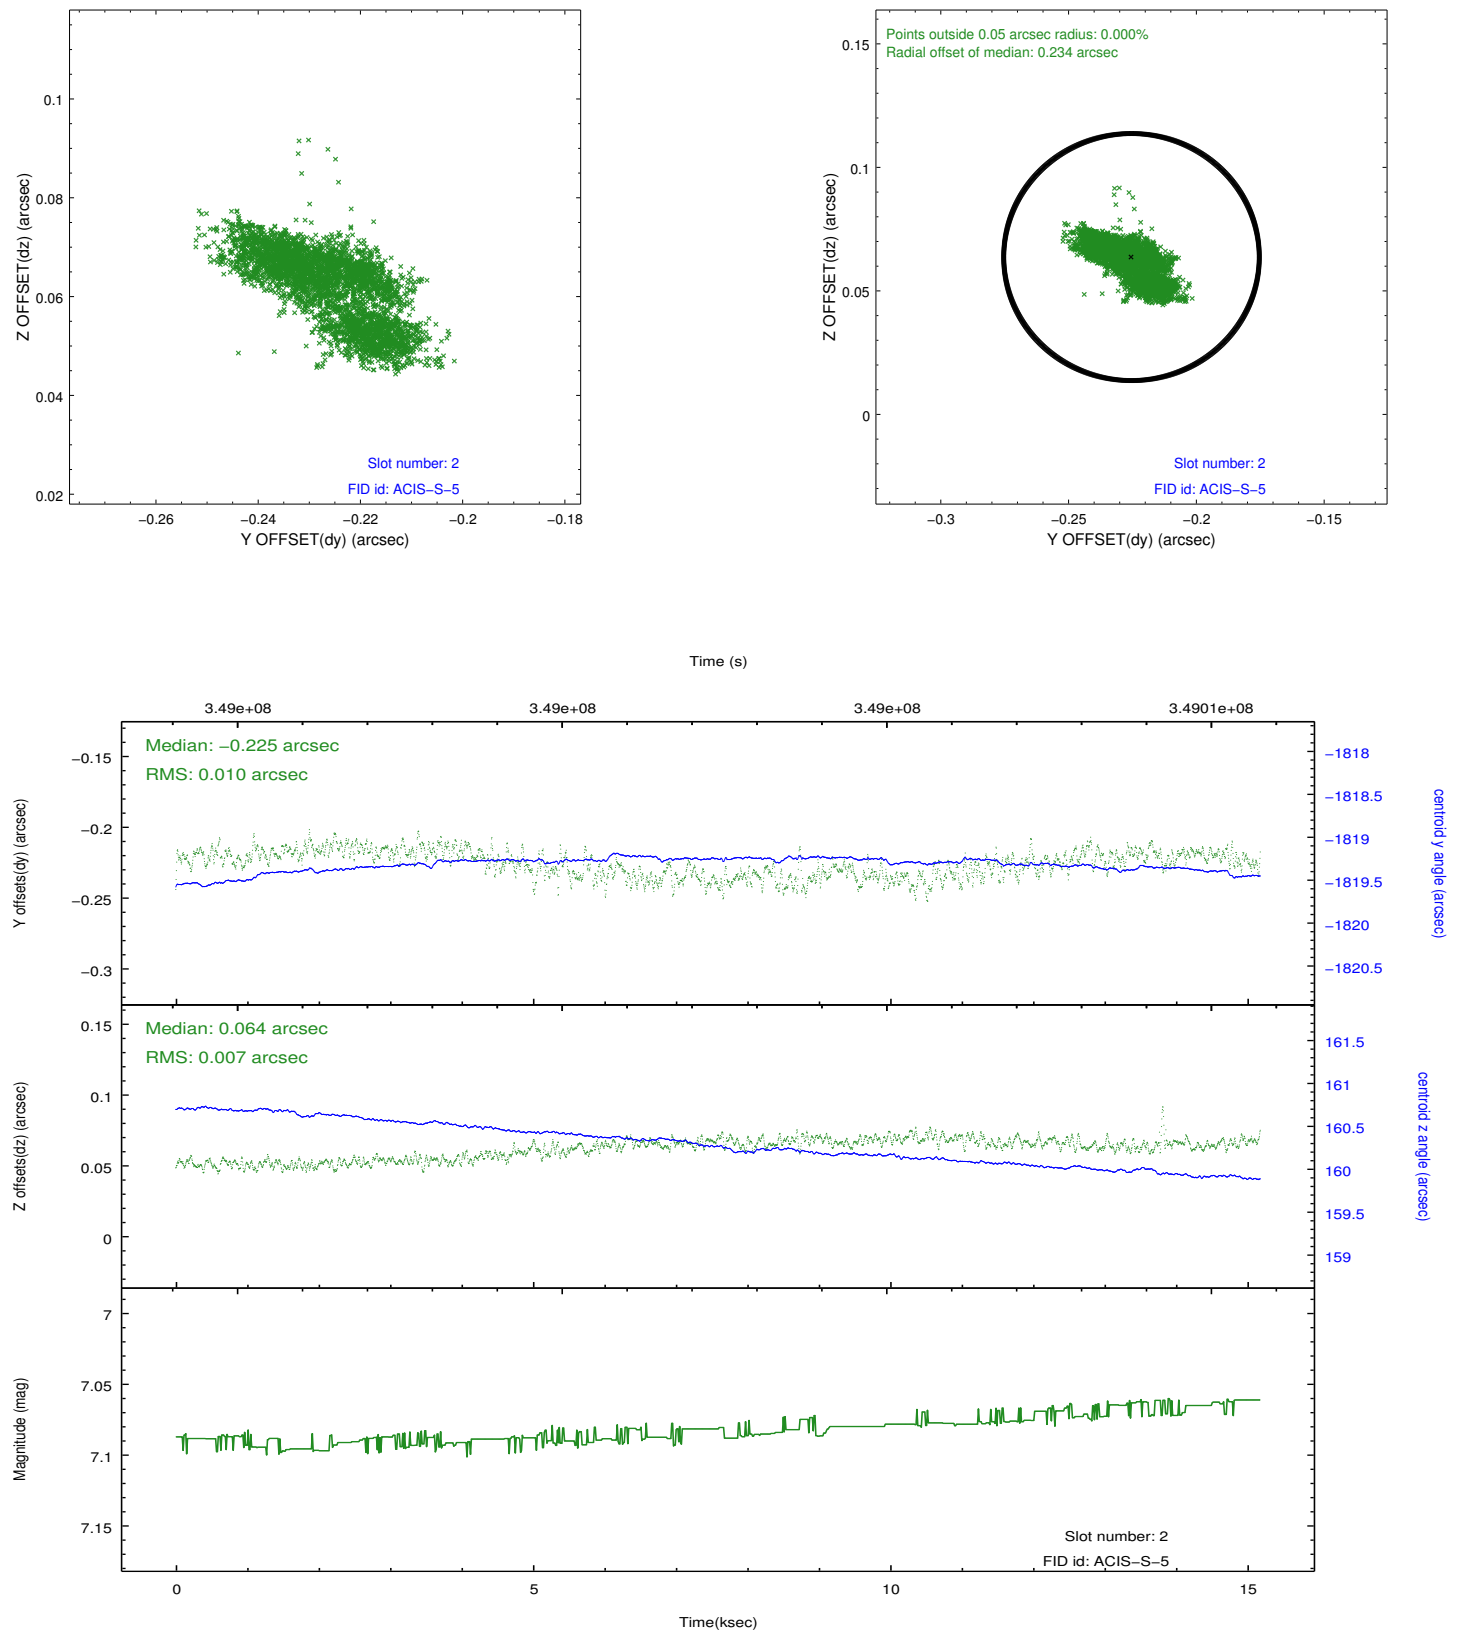 0.1
0.08
0.06
0.04
0.02
Z OFFSET(dz) (arcsec)
Slot number: 2
FID id: ACIS−S−5
−0.26 −0.24 −0.22 −0.2 −0.18
Y OFFSET(dy) (arcsec)
Points outside 0.05 arcsec radius: 0.000%
Radial offset of median: 0.234 arcsec
0.15
0.1
0.05
0
Z OFFSET(dz) (arcsec)
Slot number: 2
FID id: ACIS−S−5
−0.3 −0.25 −0.2 −0.15
Y OFFSET(dy) (arcsec)
Time (s)
3.49e+08 3.49e+08 3.49e+08 3.4901e+08
Median: −0.225 arcsec
RMS: 0.010 arcsec
−0.15
−0.2
−0.25
−0.3
Y offsets(dy) (arcsec)
−1818
−1818.5
−1819
−1819.5
−1820
−1820.5
centroid y angle (arcsec)
Median: 0.064 arcsec
RMS: 0.007 arcsec
0.15
0.1
0.05
0
Z offsets(dz) (arcsec)
161.5
161
160.5
160
159.5
159
centroid z angle (arcsec)
7
7.05
7.1
7.15
Magnitude (mag)
Slot number: 2
FID id: ACIS−S−5
0 5 10 15
Time(ksec)